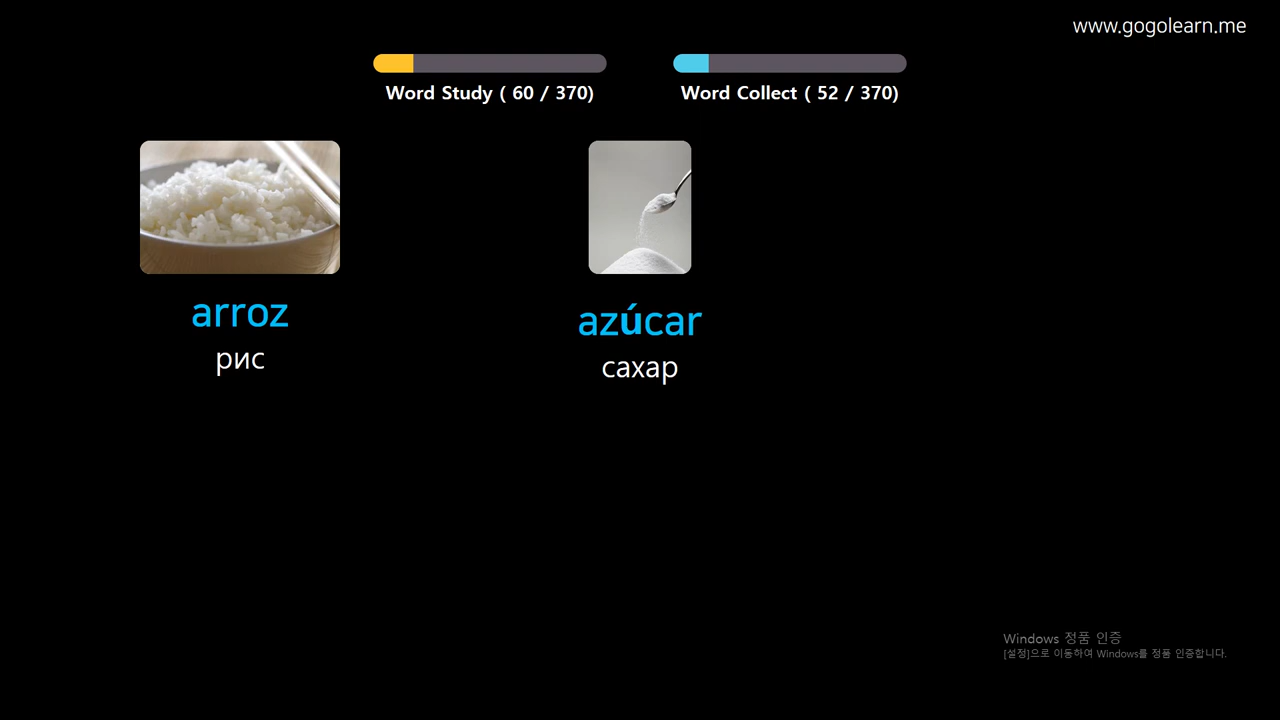 www.gogolearn.me
Word Study ( 60 / 370)
Word Collect ( 52 / 370)
arroz
рис
azúcar
сахар
Windows 정품 인증
[설정]으로 이동하여 Windows를 정품 인증합니다.